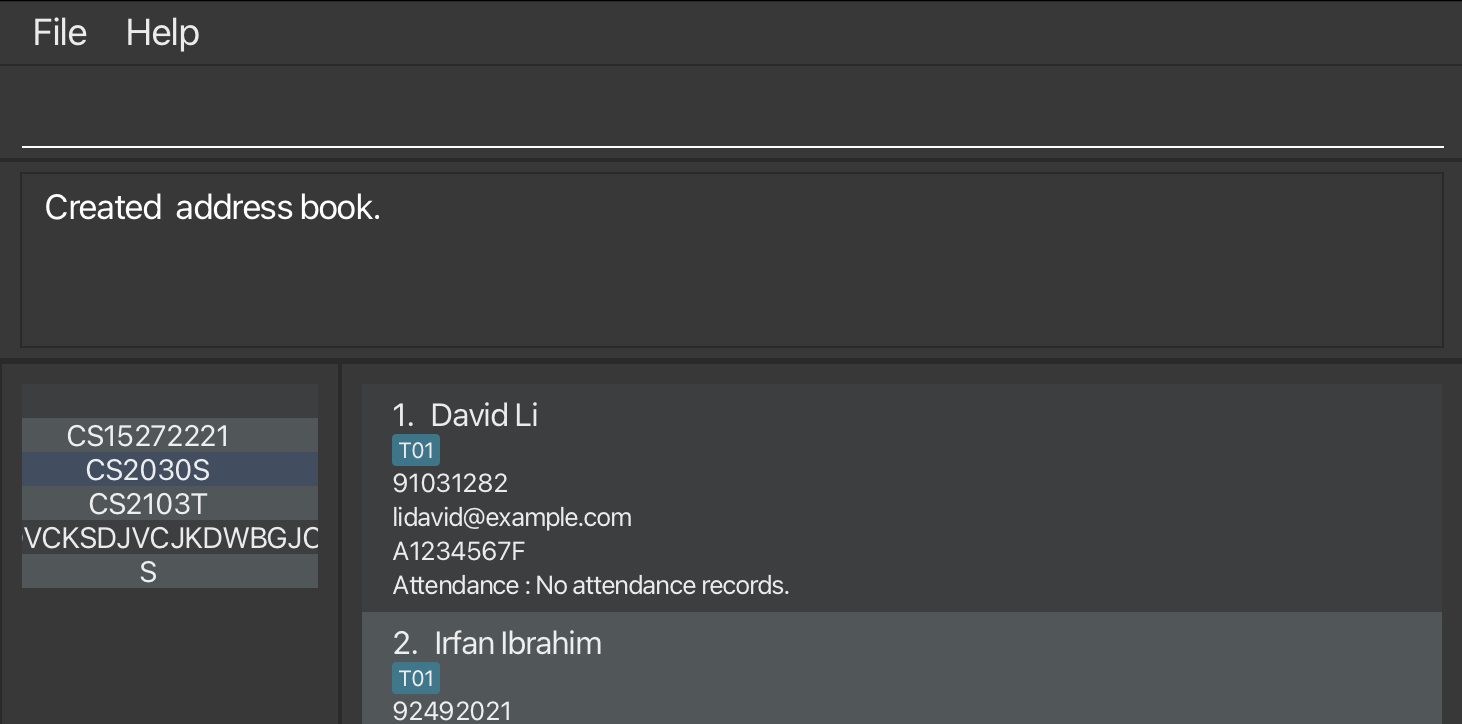 File Help
Created  address book.
CS15272221
CS2030S
CS2103T
VCKSDJVCJKDWBGJC
S
1. David Li
T01
91031282
lidavid@example.com
A1234567F
Attendance : No attendance records.
2. Irfan Ibrahim
T01
92492021